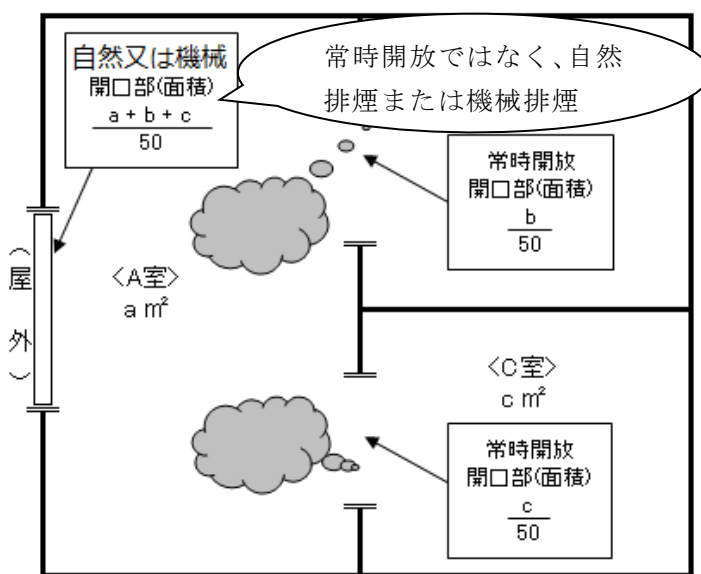 自然又は機械
開口部(面積)
a+b+c
50
常時開放ではなく、自然
排煙または機械排煙
常時開放
開口部(面積)
b
50
(屋外)
<A室>
a㎡
<C室>
c㎡
常時開放
開口部(面積)
c
50